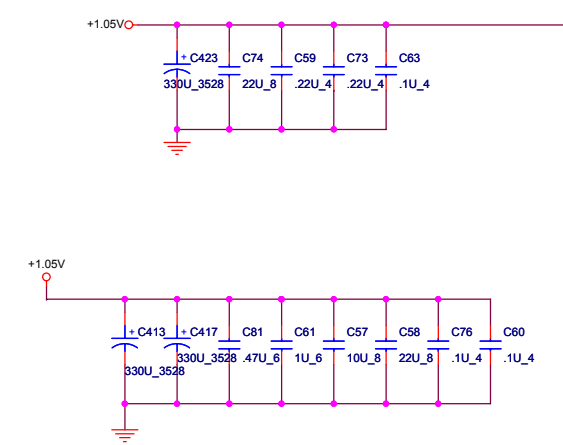 +1.05V
+ C423 C74 C59 C73 C63
330U_3528 22U_8 .22U_4 .22U_4 .1U_4
+1.05V
+ C413 + C417 C81 C61 C57 C58 C76 C60
330U_3528 .47U_6 1U_6 10U_8 22U_8 .1U_4 .1U_4
330U_3528